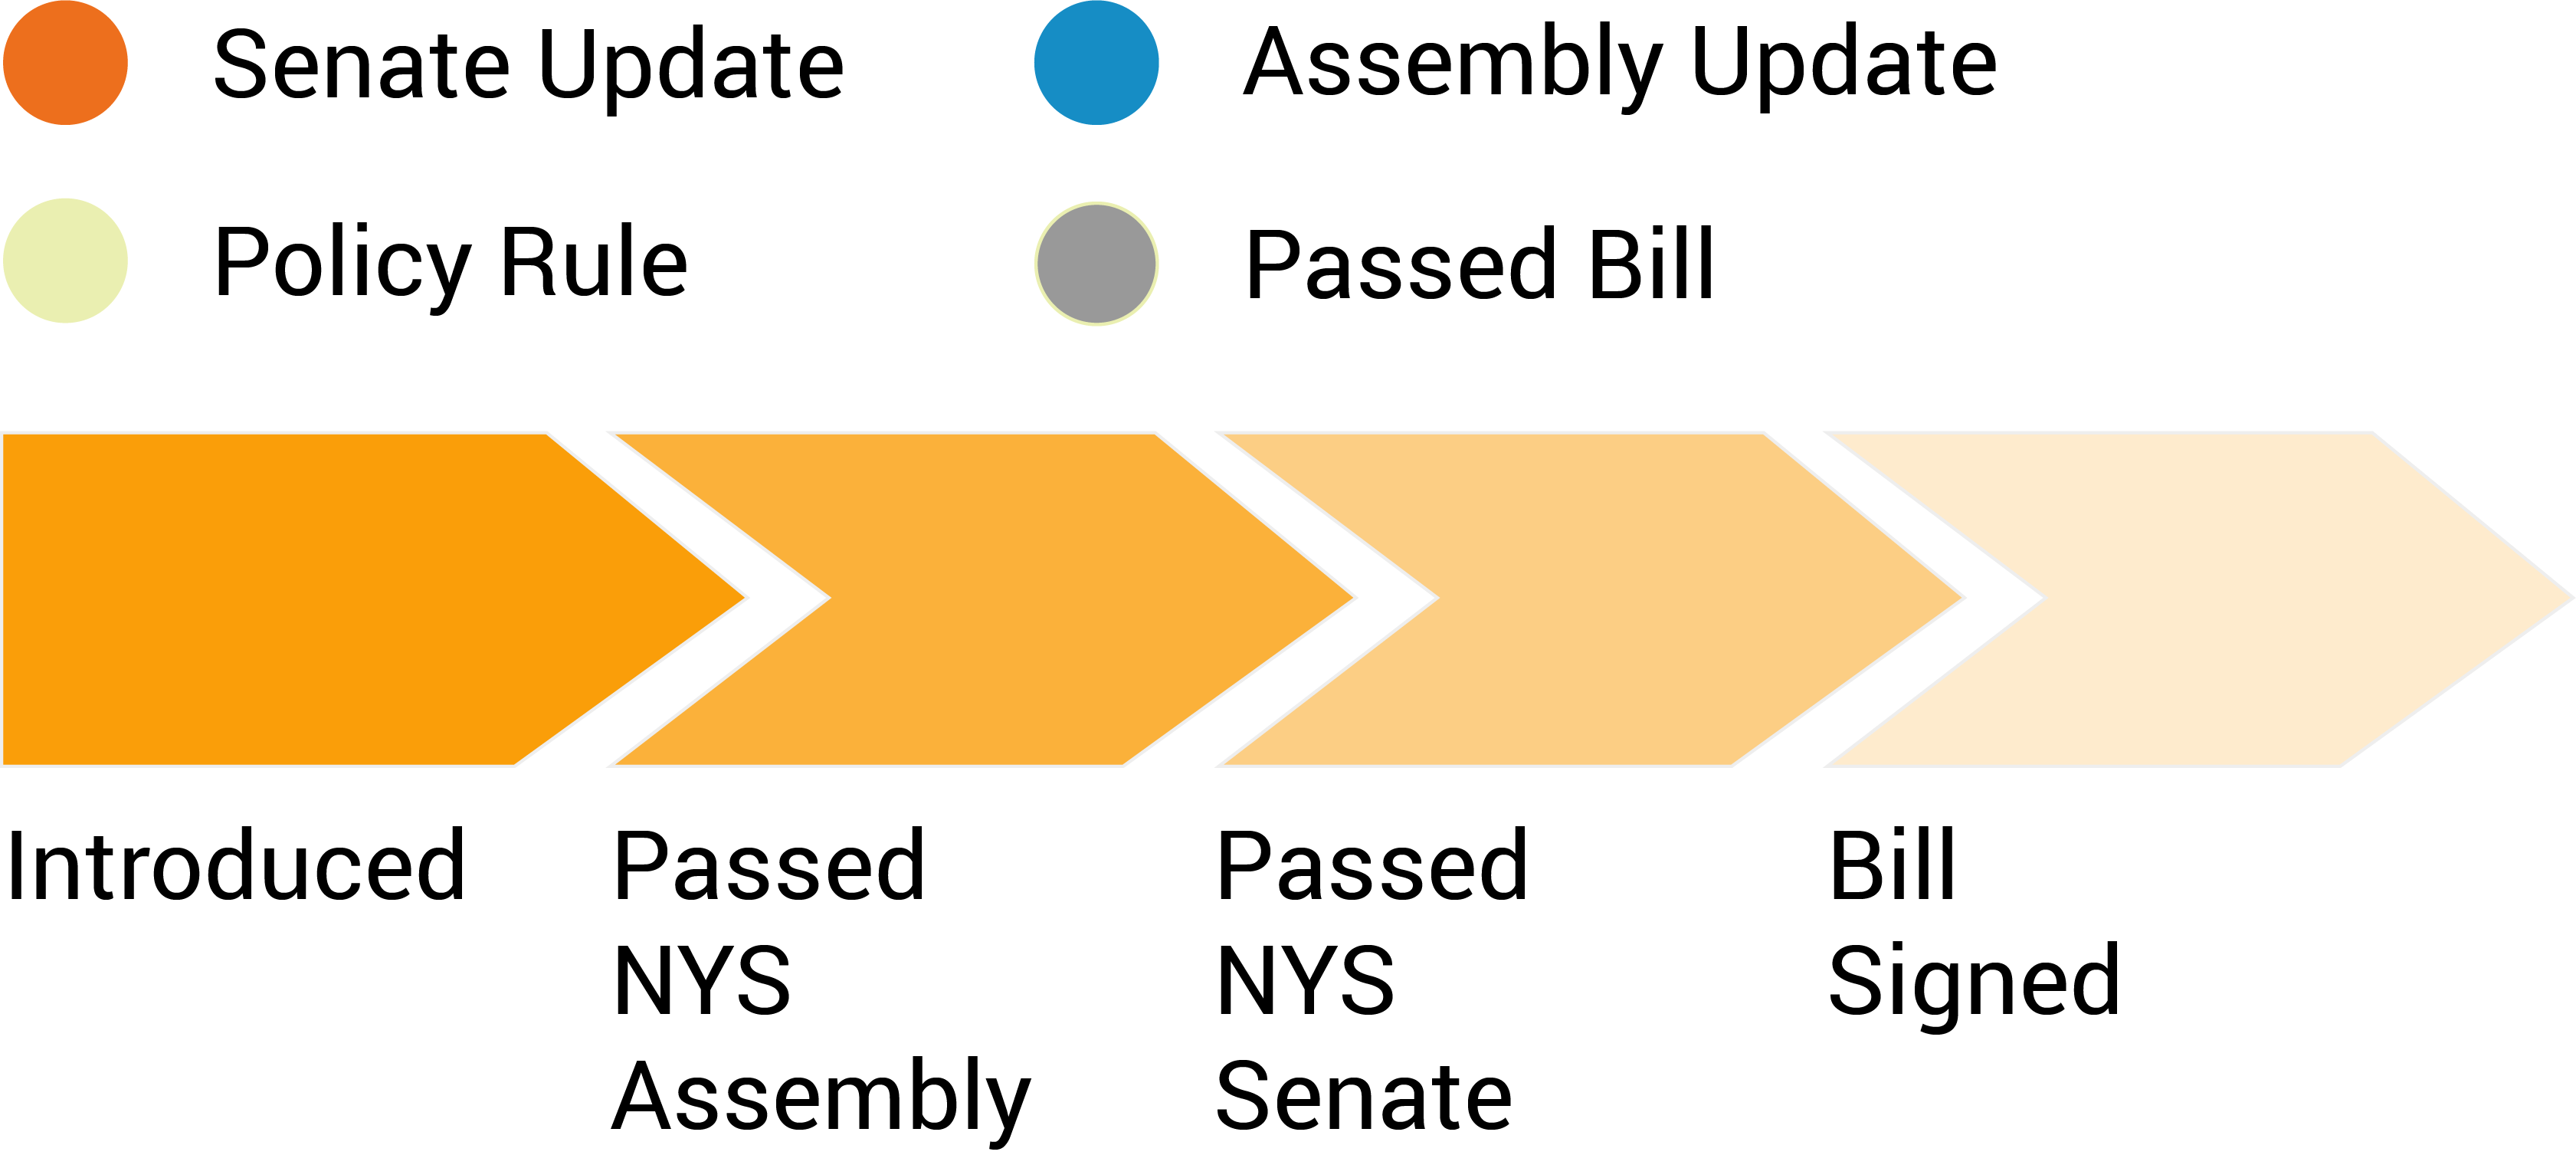 Senate Update
Assembly Update
Policy Rule
Passed Bill
Introduced
Passed
NYS
Assembly
Passed
NYS
Senate
Bill
Signed